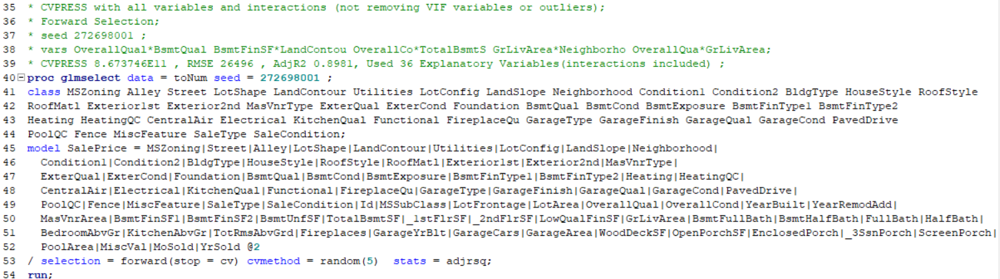 35 * CVPRESS with all variables and interactions (not removing VIF variables or outliers);
36 * Forward Selection;
37 * seed 272698001 ;
38 * vars OverallQual*BsmtQual BsmtFinSF*LandContou OverallCo*TotalBsmtS GrLivArea*Neighborho OverallQua*GrLivArea;
39 * CVPRESS 8.673746E11 , RMSE 26496 , AdjR2 0.8981, Used 36 Explanatory Variables(interactions included) ;
40 proc glmselect data = toNum seed = 272698001 ;
41 class MSZoning Alley Street LotShape LandContour Utilities LotConfig LandSlope Neighborhood Condition1 Condition2 BldgType HouseStyle RoofStyle
42 RoofMatl Exterior1st Exterior2nd MasVnrType ExterQual ExterCond Foundation BsmtQual BsmtCond BsmtExposure BsmtFinType1 BsmtFinType2
43 Heating HeatingQC CentralAir Electrical KitchenQual Functional FireplaceQu GarageType GarageFinish GarageQual GarageCond PavedDrive
44 PoolQC Fence MiscFeature SaleType SaleCondition;
45 model SalePrice = MSZoning|Street|Alley|LotShape|LandContour|Utilities|LotConfig|LandSlope|Neighborhood|
46 Condition1|Condition2|BldgType|HouseStyle|RoofStyle|RoofMatl|Exterior1st|Exterior2nd|MasVnrType|
47 ExterQual|ExterCond|Foundation|BsmtQual|BsmtCond|BsmtExposure|BsmtFinType1|BsmtFinType2|Heating|HeatingQC|
48 CentralAir|Electrical|KitchenQual|Functional|FireplaceQu|GarageType|GarageFinish|GarageQual|GarageCond|PavedDrive|
49 PoolQC|Fence|MiscFeature|SaleType|SaleCondition|Id|MSSubClass|LotFrontage|LotArea|OverallQual|OverallCond|YearBuilt|YearRemodAdd|
50 MasVnrArea|BsmtFinSF1|BsmtFinSF2|BsmtUnfSF|TotalBsmtSF|_1stFlrSF|_2ndFlrSF|LowQualFinSF|GrLivArea|BsmtFullBath|BsmtHalfBath|FullBath|HalfBath|
51 BedroomAbvGr|KitchenAbvGr|TotRmsAbvGrd|Fireplaces|GarageYrBlt|GarageCars|GarageArea|WoodDeckSF|OpenPorchSF|EnclosedPorch|_3SsnPorch|ScreenPorch|
52 PoolArea|MiscVal|MoSold|YrSold @2
53 / selection = forward(stop = cv) cvmethod = random(5) stats = adjrsq;
54 run;